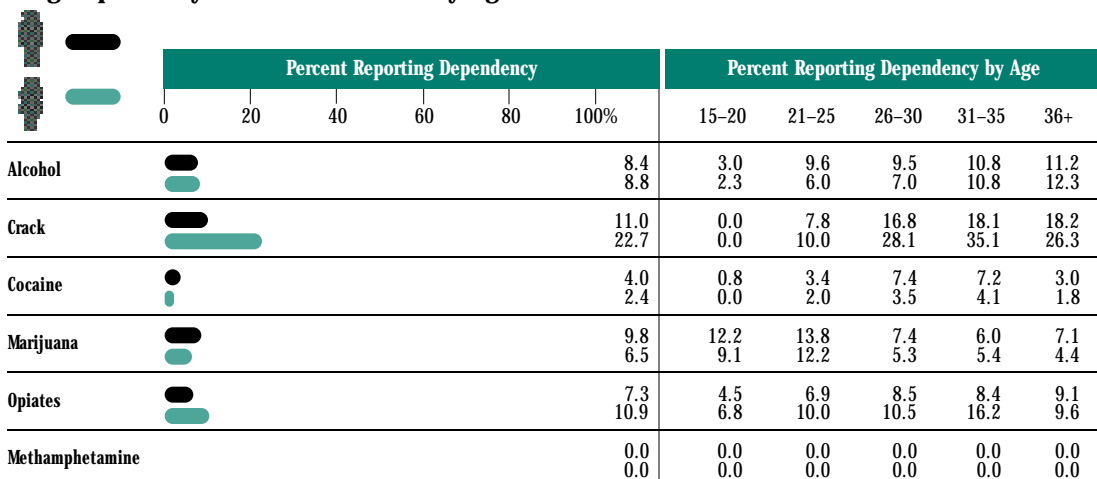 Percent Reporting Dependency Percent Reporting Dependency by Age
0 20 40 60 80 100% 15–20 21–25 26–30 31–35 36+
Alcohol
8.4 3.0 9.6 9.5 10.8 11.2
8.8 2.3 6.0 7.0 10.8 12.3
Crack
11.0 0.0 7.8 16.8 18.1 18.2
22.7 0.0 10.0 28.1 35.1 26.3
Cocaine
4.0 0.8 3.4 7.4 7.2 3.0
2.4 0.0 2.0 3.5 4.1 1.8
Marijuana
9.8 12.2 13.8 7.4 6.0 7.1
6.5 9.1 12.2 5.3 5.4 4.4
Opiates
7.3 4.5 6.9 8.5 8.4 9.1
10.9 6.8 10.0 10.5 16.2 9.6
Methamphetamine
0.0 0.0 0.0 0.0 0.0 0.0
0.0 0.0 0.0 0.0 0.0 0.0